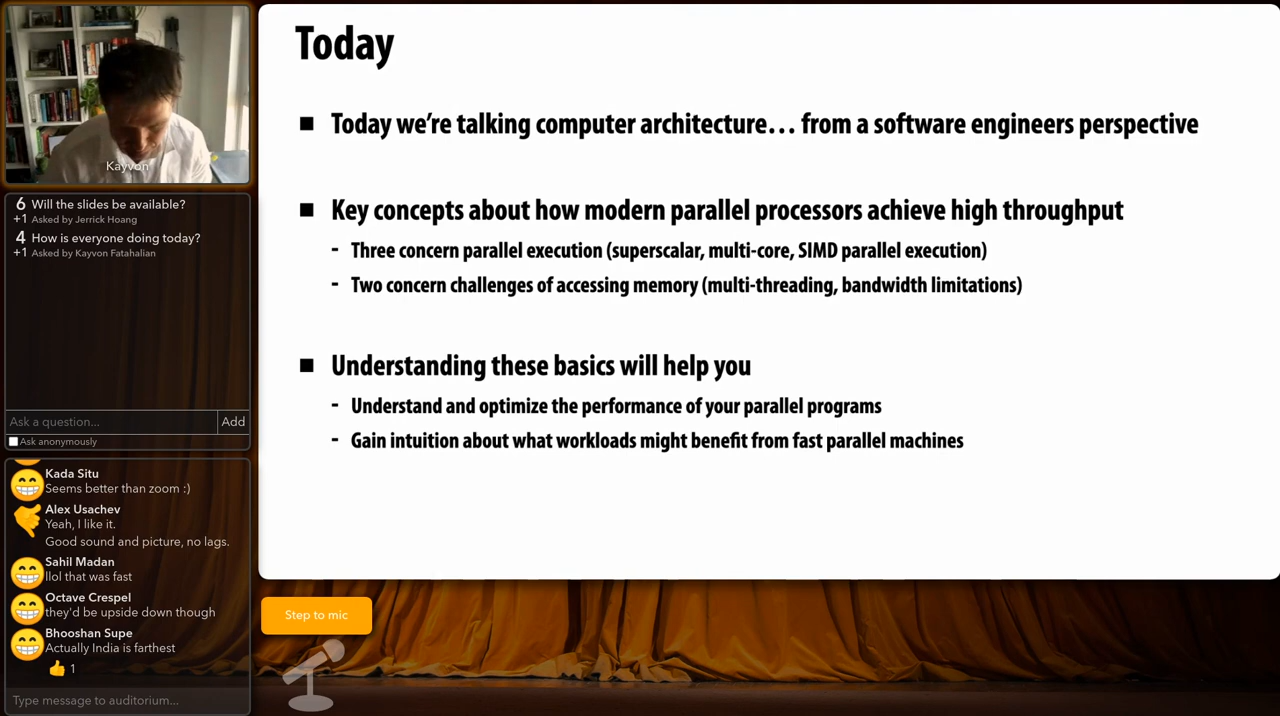 Kayvon
6 Will the slides be available?
+1 Asked by Jerrick Hoang
4 How is everyone doing today?
+1 Asked by Kayvon Fatahalian
Ask a question...
Add
Ask anonymously
Kada Situ
Seems better than zoom :)
Alex Usachev
Yeah, I like it.
Good sound and picture, no lags.
Sahil Madan
llol that was fast
Octave Crespel
they'd be upside down though
Bhooshan Supe
Actually India is farthest
👍 1
Type message to auditorium...
Today
■ Today we're talking computer architecture... from a software engineers perspective
■ Key concepts about how modern parallel processors achieve high throughput
- Three concern parallel execution (superscalar, multi-core, SIMD parallel execution)
- Two concern challenges of accessing memory (multi-threading, bandwidth limitations)
■ Understanding these basics will help you
- Understand and optimize the performance of your parallel programs
- Gain intuition about what workloads might benefit from fast parallel machines
Step to mic